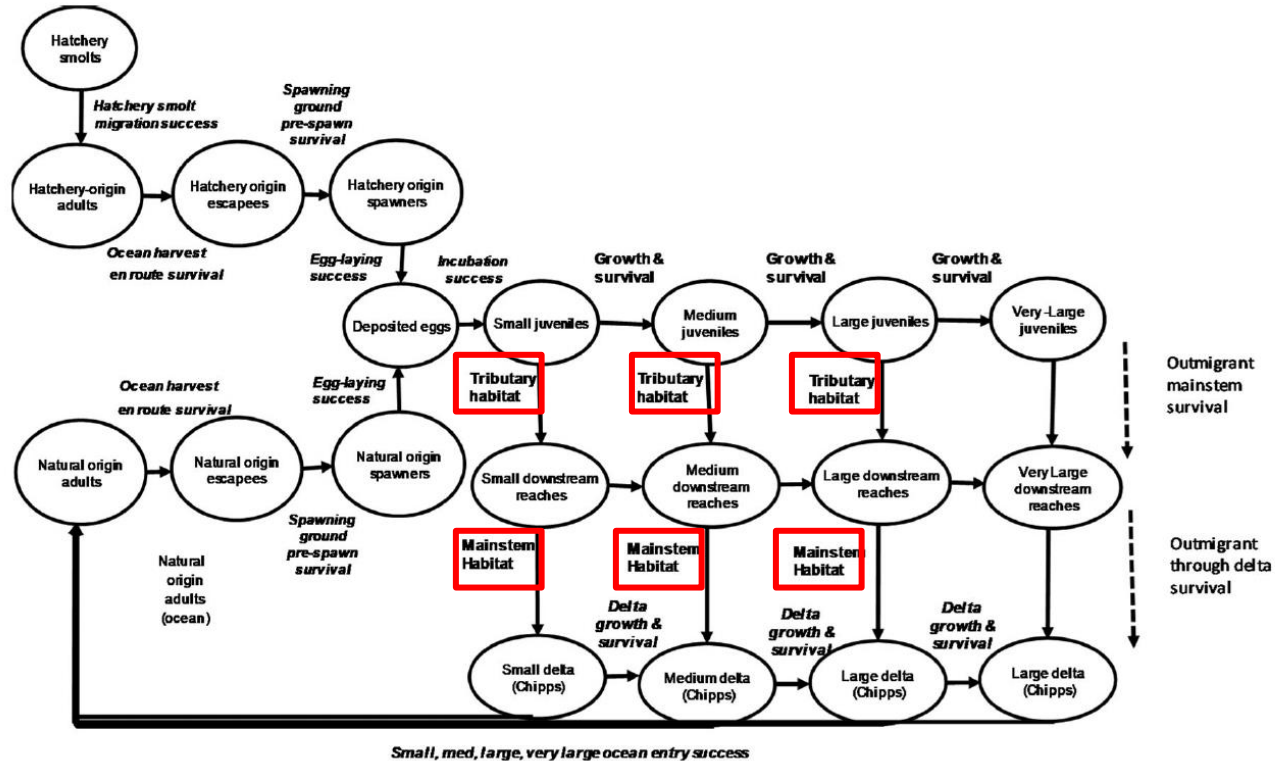 Hatchery
smolts
Hatchery smolt
migration success
Spawning
ground
pre-spawn
survival
Hatchery-origin
adults
Hatchery origin
escapees
Hatchery origin
spawners
Ocean harvest
en route survival
Egg-laying
success
Incubation
success
Growth &
survival
Growth &
survival
Growth &
survival
Deposited eggs
Small juveniles
Medium
juveniles
Large juveniles
Very -Large
juveniles
Tributary
habitat
Tributary
habitat
Tributary
habitat
Outmigrant
mainstem
survival
Ocean harvest
en route survival
Egg-laying
success
Natural origin
adults
Natural origin
escapees
Natural origin
spawners
Small downstream
reaches
Medium
downstream
reaches
Large downstream
reaches
Very Large
downstream
reaches
Spawning
ground
pre-spawn
survival
Natural
origin
adults
(ocean)
Mainstem
Habitat
Mainstem
Habitat
Mainstem
Habitat
Outmigrant
through delta
survival
Delta
growth &
survival
Delta
growth &
survival
Delta
growth &
survival
Small delta
(Chipps)
Medium delta
(Chipps)
Large delta
(Chipps)
Large delta
(Chipps)
Small, med, large, very large ocean entry success